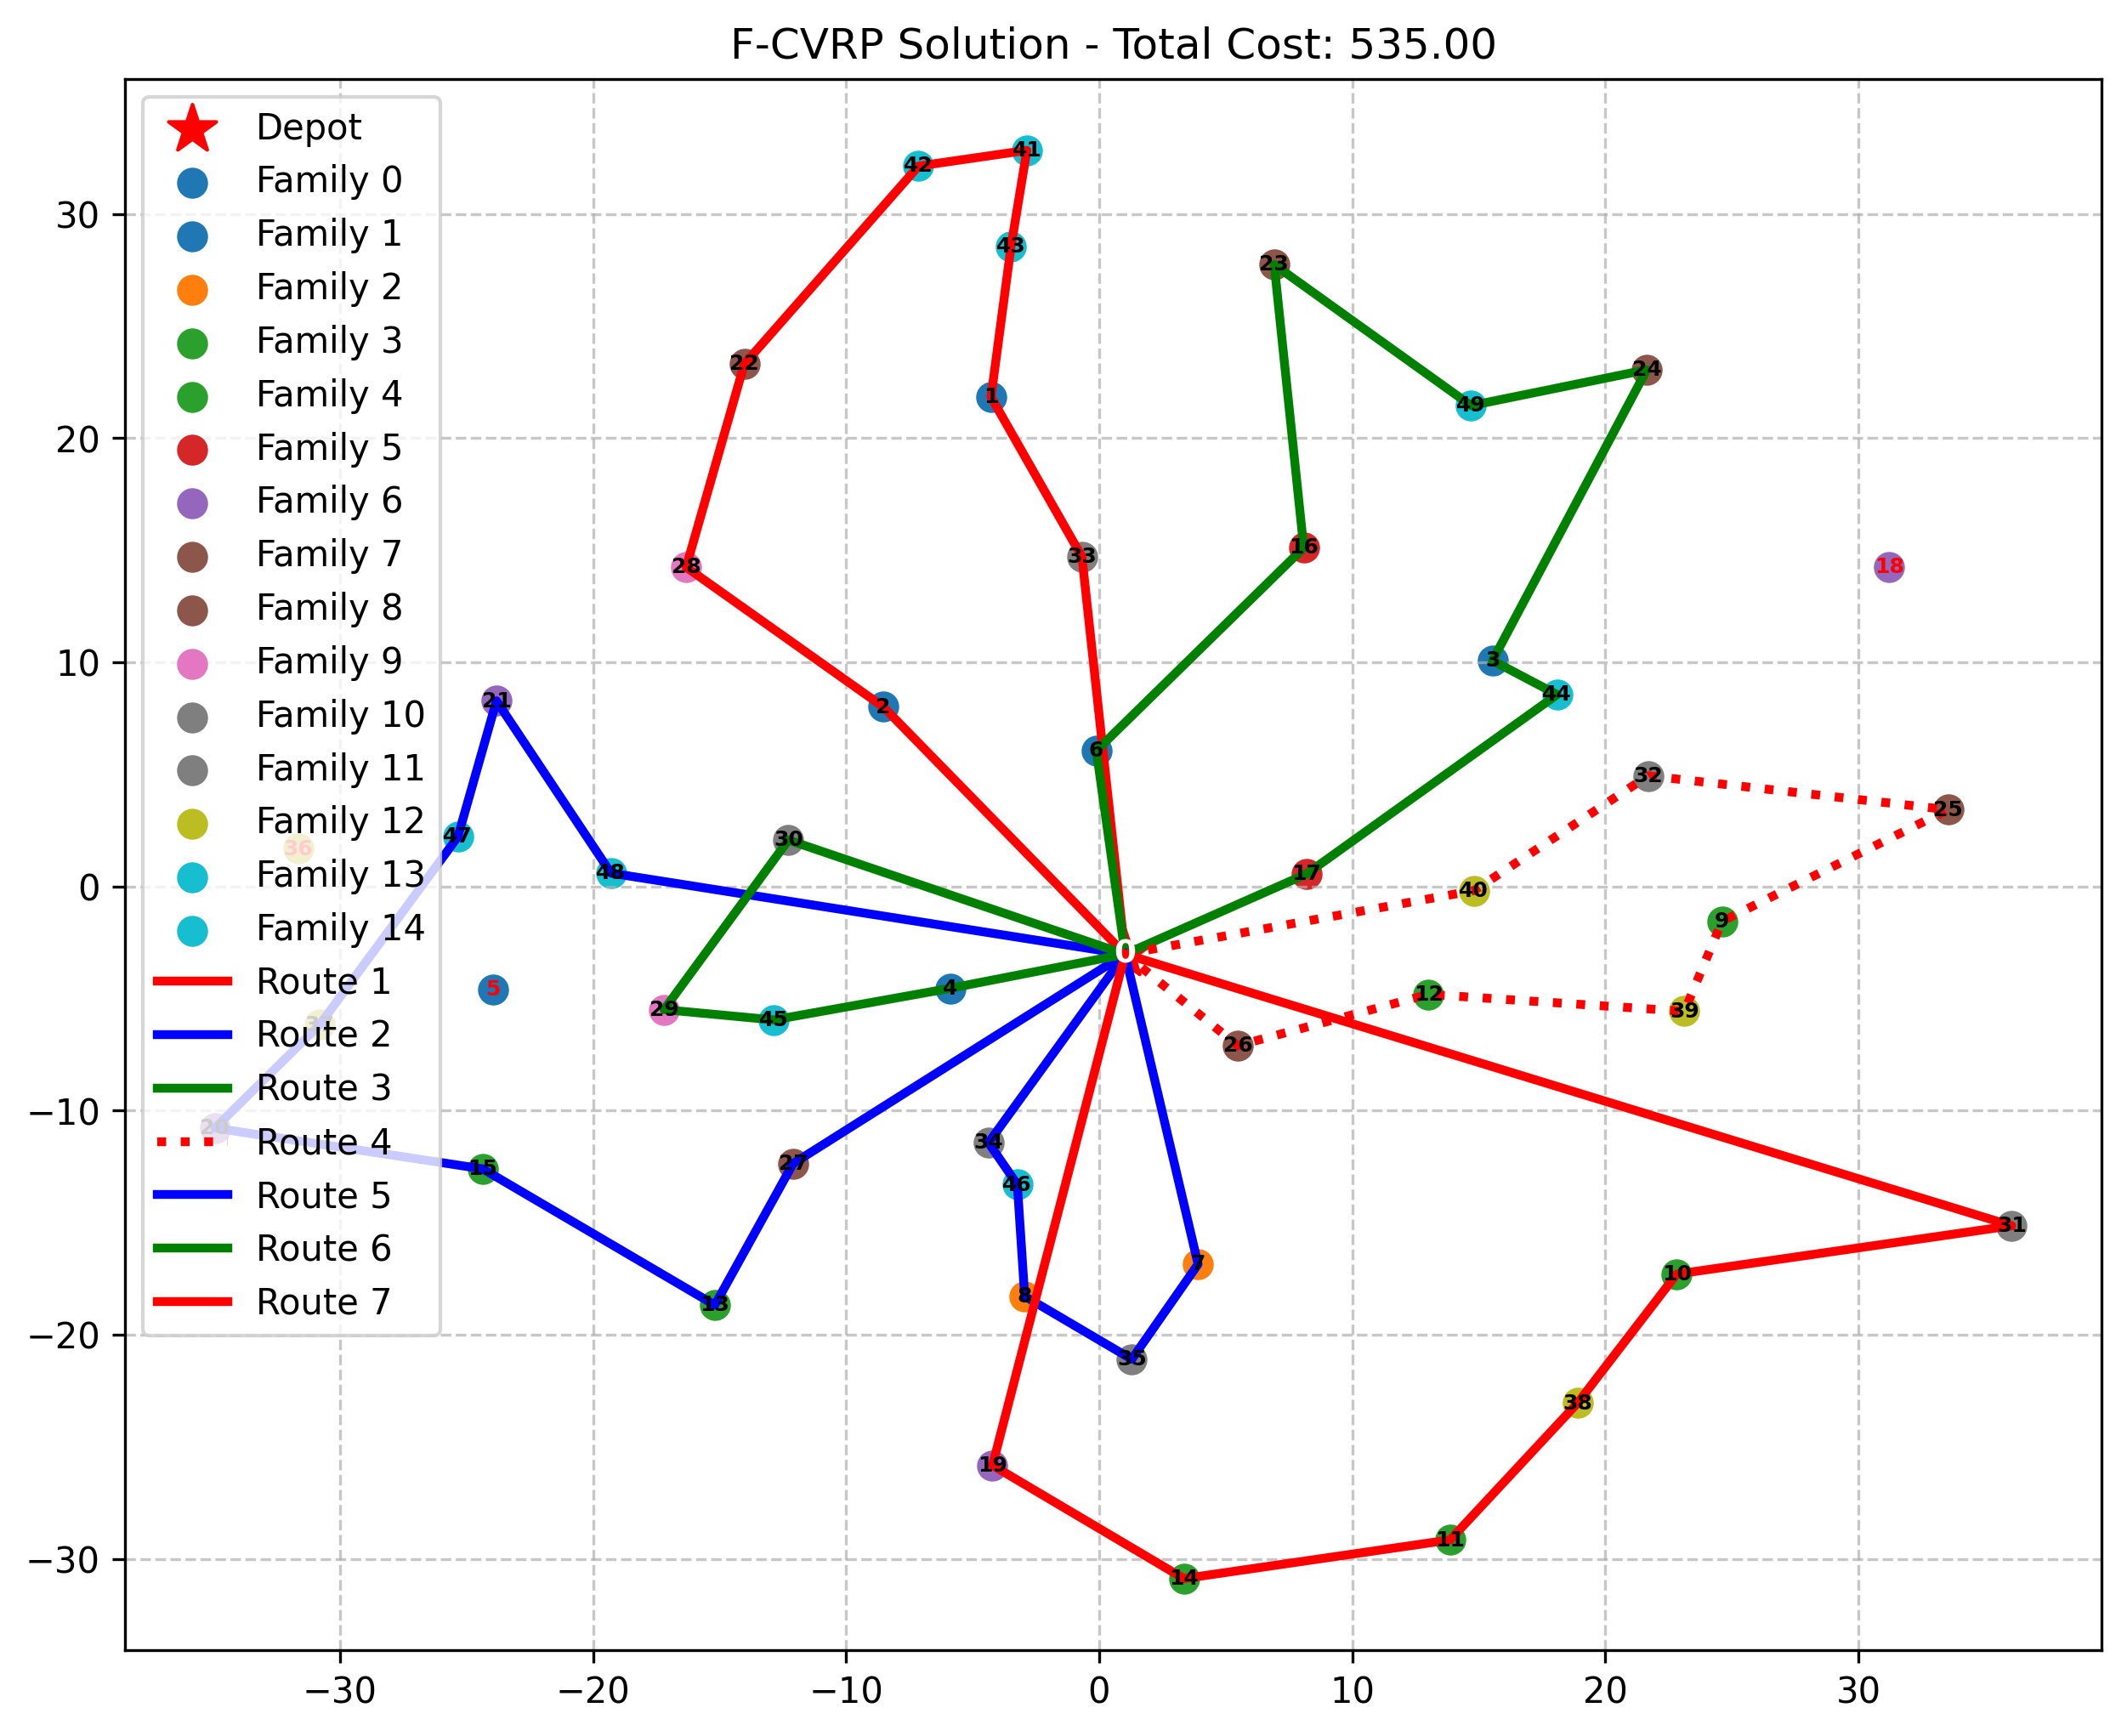 F-CVRP Solution - Total Cost: 535.00
Depot
Family 0
Family 1
Family 2
Family 3
Family 4
Family 5
Family 6
Family 7
Family 8
Family 9
Family 10
Family 11
Family 12
Family 13
Family 14
Route 1
Route 2
Route 3
Route 4
Route 5
Route 6
Route 7
30
20
10
0
−10
−20
−30
−30
−20
−10
0
10
20
30
41
42
43
23
22
24
1
49
33
16
28
18
3
44
21
2
6
32
25
47
30
36
48
17
40
9
0
5
4
12
29
45
39
26
20
34
15
27
46
31
7
10
8
13
35
38
19
11
14